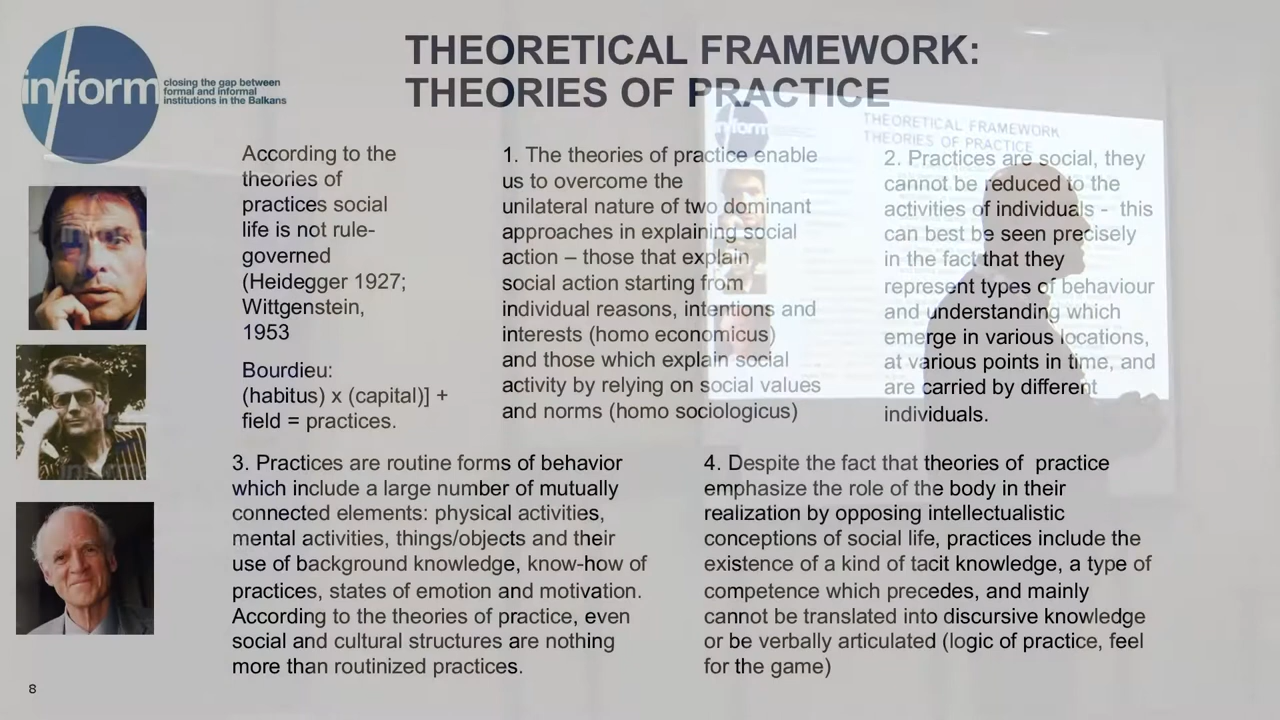 THEORETICAL FRAMEWORK:
THEORIES OF PRACTICE
in/form
closing the gap between
formal and informal
institutions in the Balkans
According to the
theories of
practices social
life is not rule-
governed
(Heidegger 1927;
Wittgenstein,
1953
Bourdieu:
(habitus) x (capital)] +
field = practices.
1. The theories of practice enable
us to overcome the
unilateral nature of two dominant
approaches in explaining social
action – those that explain
social action starting from
individual reasons, intentions and
interests (homo economicus)
and those which explain social
activity by relying on social values
and norms (homo sociologicus)
2. Practices are social, they
cannot be reduced to the
activities of individuals - this
can best be seen precisely
in the fact that they
represent types of behaviour
and understanding which
emerge in various locations,
at various points in time, and
are carried by different
individuals.
3. Practices are routine forms of behavior
which include a large number of mutually
connected elements: physical activities,
mental activities, things/objects and their
use of background knowledge, know-how of
practices, states of emotion and motivation.
According to the theories of practice, even
social and cultural structures are nothing
more than routinized practices.
4. Despite the fact that theories of practice
emphasize the role of the body in their
realization by opposing intellectualistic
conceptions of social life, practices include the
existence of a kind of tacit knowledge, a type of
competence which precedes, and mainly
cannot be translated into discursive knowledge
or be verbally articulated (logic of practice, feel
for the game)
8
in/form
THEORETICAL FRAMEWORK
THEORIES OF PRACTICE